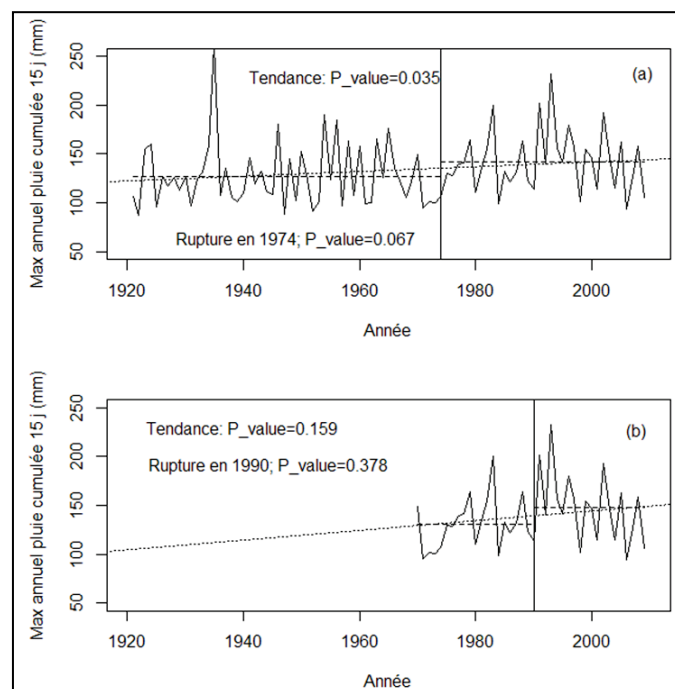 Tendance: P_value=0.035
(a)
Rupture en 1974; P_value=0.067
Max annuel pluie cumulée 15 j (mm)
250
200
150
100
50
1920 1940 1960 1980 2000
Année
Tendance: P_value=0.159
(b)
Rupture en 1990; P_value=0.378
Max annuel pluie cumulée 15 j (mm)
250
200
150
100
50
1920 1940 1960 1980 2000
Année